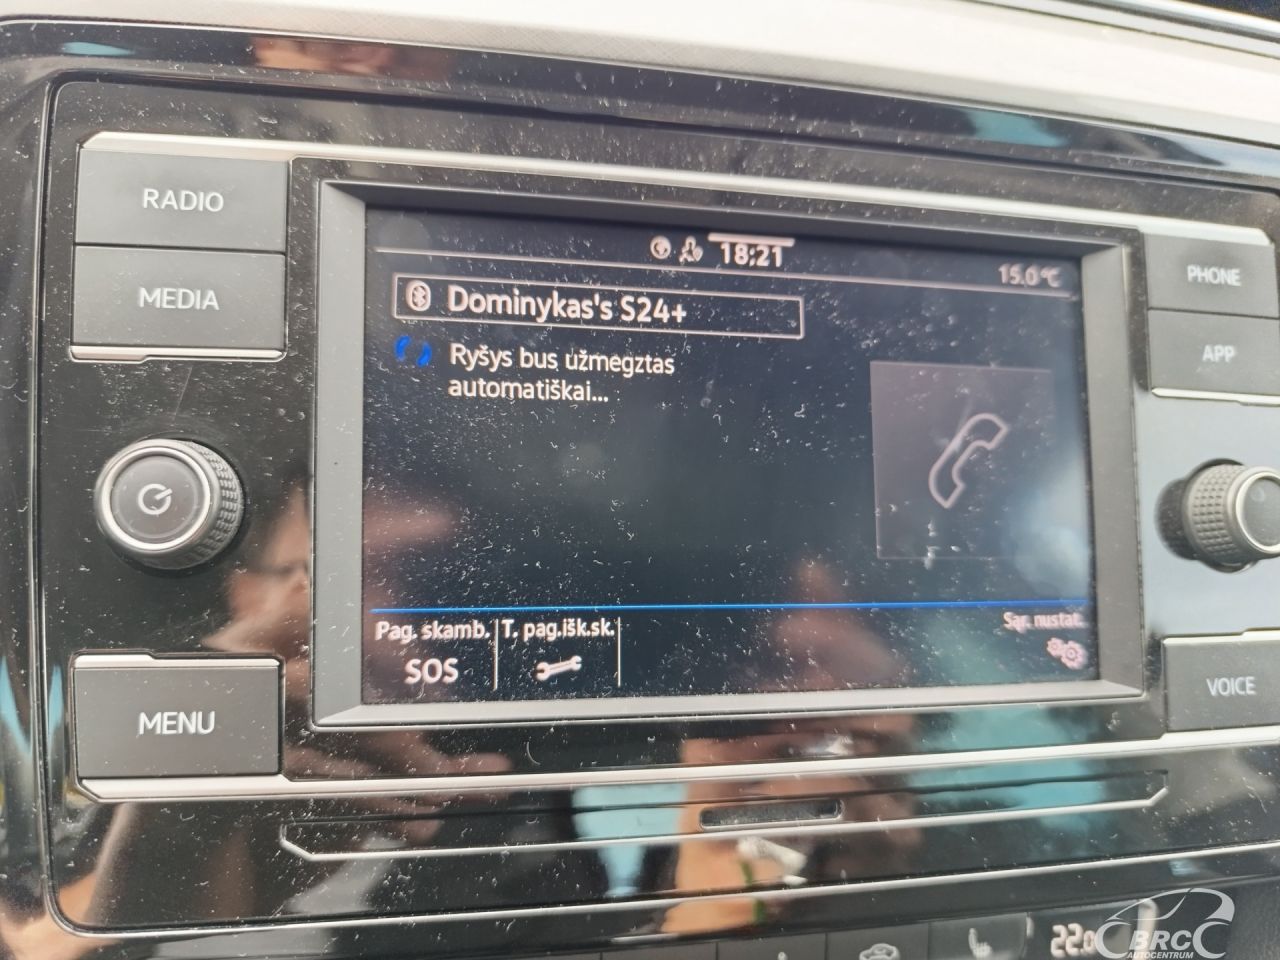 18:21
15.0°C
Dominykas's S24+
Ryšys bus užmegztas
automatiškai...
Pag. skamb.
SOS
T. pag.išk.sk.
Sąr. nustat.
RADIO
MEDIA
MENU
PHONE
APP
VOICE
22.0
BRC
AUTOCENTRUM